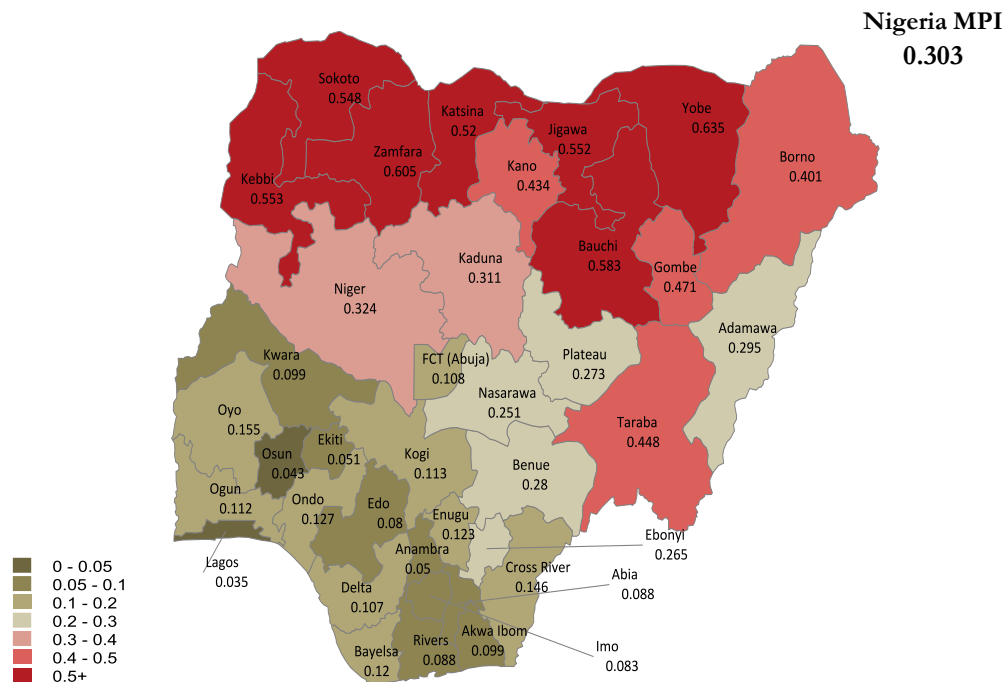 Nigeria MPI
0.303
Sokoto
0.548
Katsina
0.52
Jigawa
0.552
Yobe
0.635
Zamfara
0.605
Kano
0.434
Borno
0.401
Kebbi
0.553
Bauchi
0.583
Kaduna
0.311
Gombe
0.471
Niger
0.324
Adamawa
0.295
Kwara
0.099
FCT (Abuja)
0.108
Plateau
0.273
Nasarawa
0.251
Oyo
0.155
Taraba
0.448
Ekiti
0.051
Osun
0.043
Kogi
0.113
Benue
0.28
Ogun
0.112
Ondo
0.127
Edo
0.08
Enugu
0.123
Ebonyl
0.265
Anambra
0.05
Lagos
0.035
Cross River
0.146
Abia
0.088
Delta
0.107
Akwa Ibom
0.099
Rivers
0.088
Imo
0.083
Bayelsa
0.12
0 - 0.05
0.05 - 0.1
0.1 - 0.2
0.2 - 0.3
0.3 - 0.4
0.4 - 0.5
0.5+